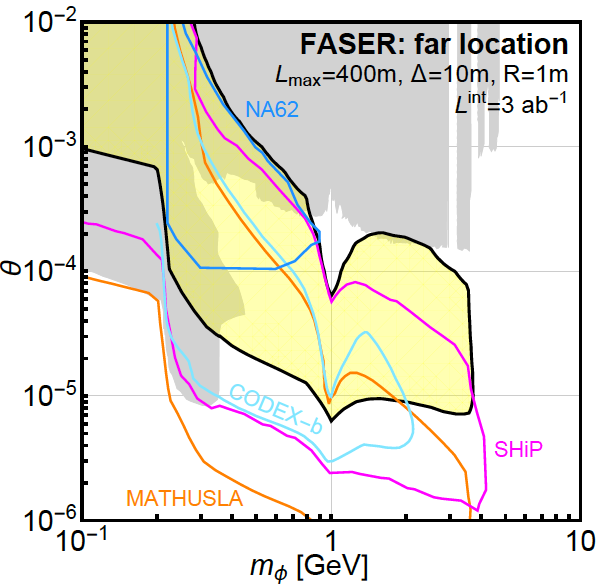 FASER: far location
Lmax=400m, Δ=10m, R=1m
Lint=3 ab−1
NA62
CODEX−b
SHiP
MATHUSLA
θ
10−2
10−3
10−4
10−5
10−6
10−1
1
10
mϕ [GeV]